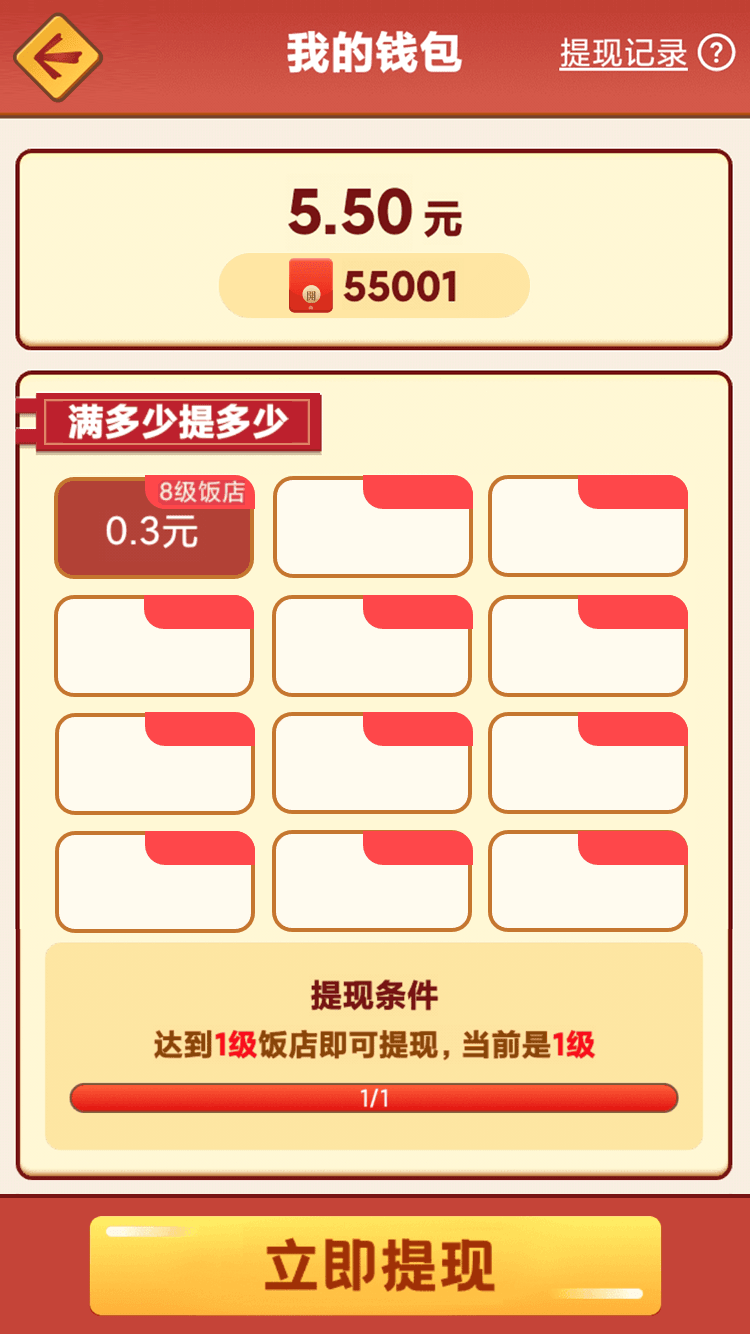 我的钱包
提现记录 ?
5.50 元
55001
满多少提多少
8级饭店
0.3元
提现条件
达到1级饭店即可提现，当前是1级
1/1
立即提现